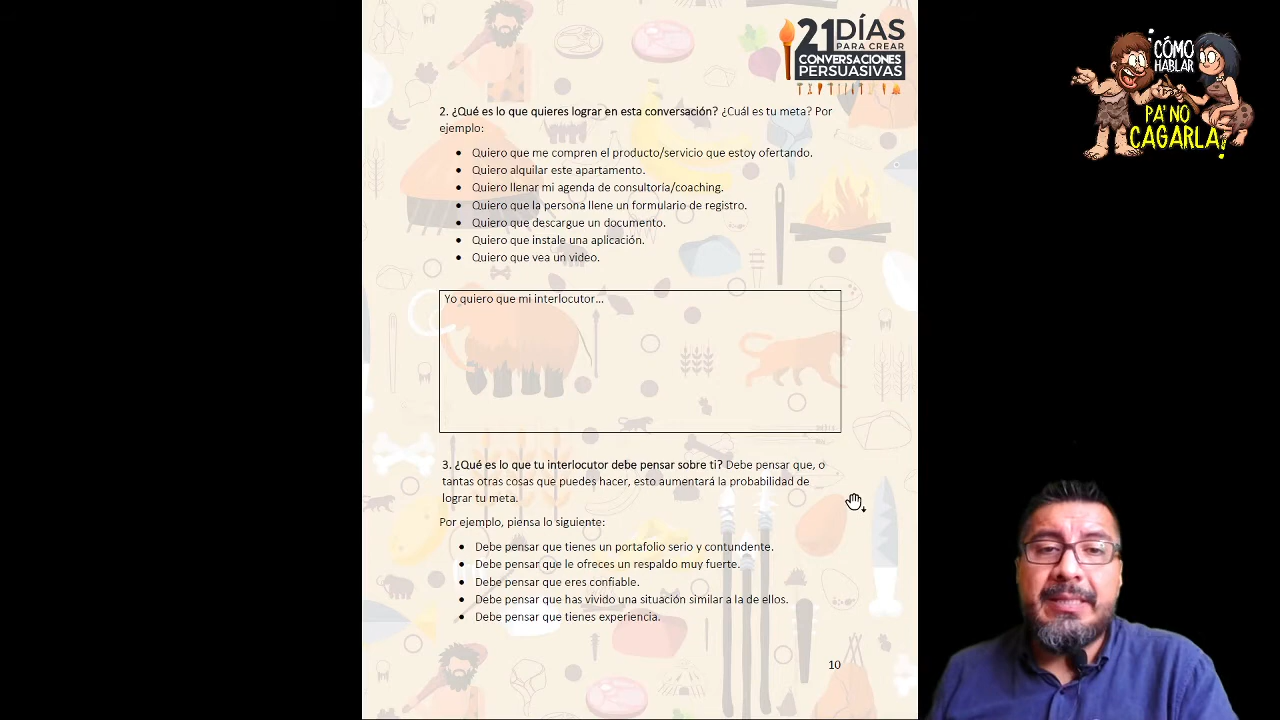 21 DÍAS
PARA CREAR
CONVERSACIONES
PERSUASIVAS
¡CÓMO
HABLAR
PA' NO
CAGARLA!
2. ¿Qué es lo que quieres lograr en esta conversación? ¿Cuál es tu meta? Por
ejemplo:
• Quiero que me compren el producto/servicio que estoy ofertando.
• Quiero alquilar este apartamento.
• Quiero llenar mi agenda de consultoría/coaching.
• Quiero que la persona llene un formulario de registro.
• Quiero que descargue un documento.
• Quiero que instale una aplicación.
• Quiero que vea un video.
Yo quiero que mi interlocutor...
3. ¿Qué es lo que tu interlocutor debe pensar sobre ti? Debe pensar que, o
tantas otras cosas que puedes hacer, esto aumentará la probabilidad de
lograr tu meta.
Por ejemplo, piensa lo siguiente:
• Debe pensar que tienes un portafolio serio y contundente.
• Debe pensar que le ofreces un respaldo muy fuerte.
• Debe pensar que eres confiable.
• Debe pensar que has vivido una situación similar a la de ellos.
• Debe pensar que tienes experiencia.
10